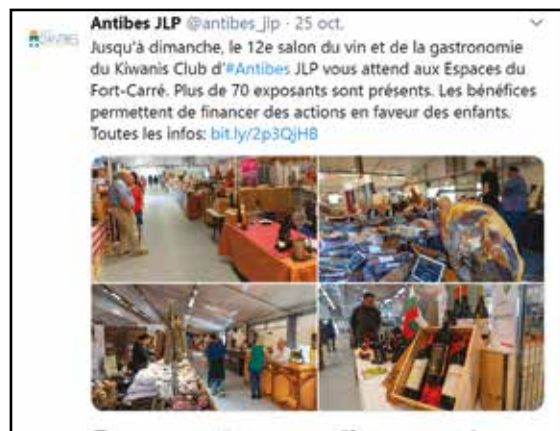 Antibes JLP @antibes_jlp · 25 oct.
Jusqu'à dimanche, le 12e salon du vin et de la gastronomie
du Kiwanis Club d'#Antibes JLP vous attend aux Espaces du
Fort-Carré. Plus de 70 exposants sont présents. Les bénéfices
permettent de financer des actions en faveur des enfants.
Toutes les infos: bit.ly/2p3QjHB